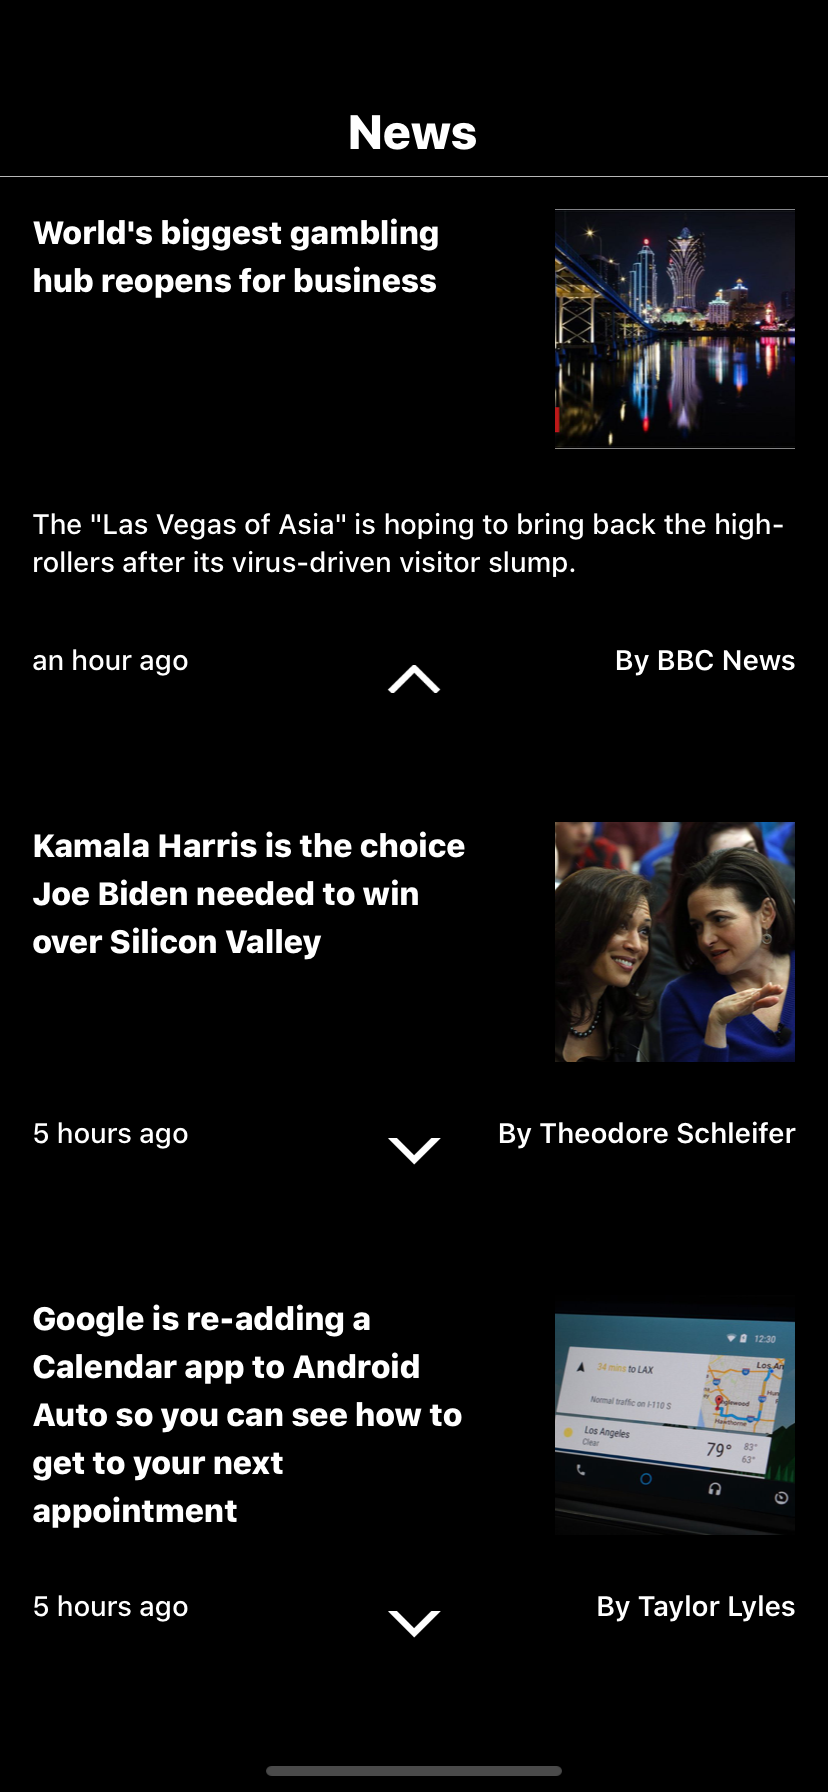 News
World's biggest gambling
hub reopens for business
The "Las Vegas of Asia" is hoping to bring back the high-
rollers after its virus-driven visitor slump.
an hour ago
By BBC News
Kamala Harris is the choice
Joe Biden needed to win
over Silicon Valley
5 hours ago
By Theodore Schleifer
Google is re-adding a
Calendar app to Android
Auto so you can see how to
get to your next
appointment
12:30
34 mins to LAX
Los An
Normal traffic on I-110 S
Inglewood
Hawthorne
Los Angeles
Clear
79°
83°
63°
5 hours ago
By Taylor Lyles